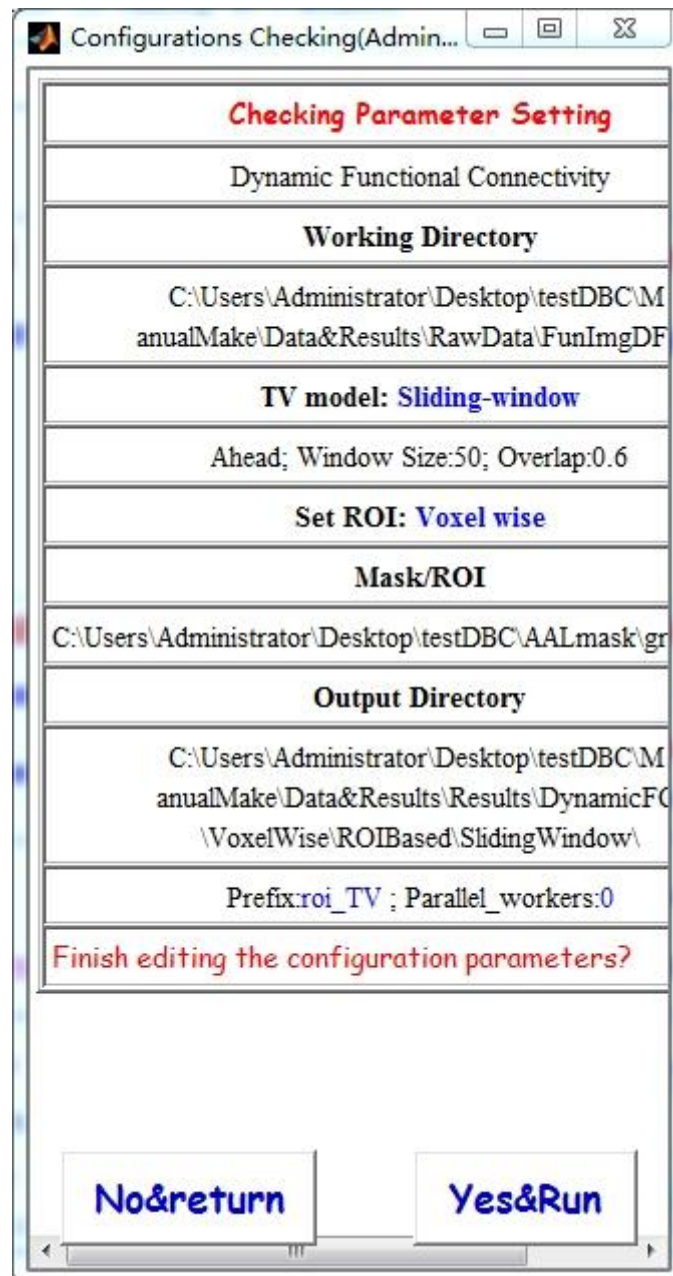 Configurations Checking(Admin...
Checking Parameter Setting
Dynamic Functional Connectivity
Working Directory
C:\Users\Administrator\Desktop\testDBC\M
anualMake\Data&Results\RawData\FunImgDF
TV model: Sliding-window
Ahead; Window Size:50; Overlap:0.6
Set ROI: Voxel wise
Mask/ROI
C:\Users\Administrator\Desktop\testDBC\AALmask\gr
Output Directory
C:\Users\Administrator\Desktop\testDBC\M
anualMake\Data&Results\Results\DynamicFC
\VoxelWise\ROIBased\SlidingWindow\
Prefix:roi_TV ; Parallel_workers:0
Finish editing the configuration parameters?
No&return
Yes&Run